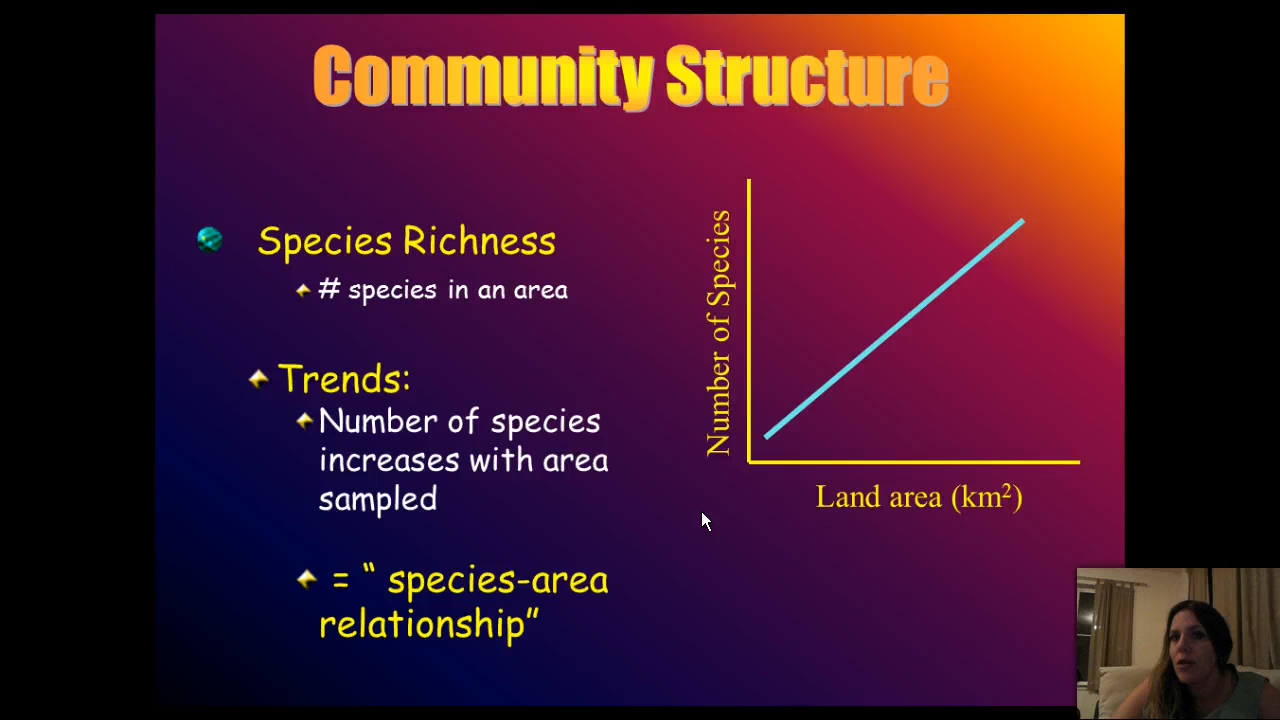 Community Structure
Species Richness
# species in an area
Trends:
Number of species
increases with area
sampled
= “ species-area
relationship”
Number of Species
Land area (km²)